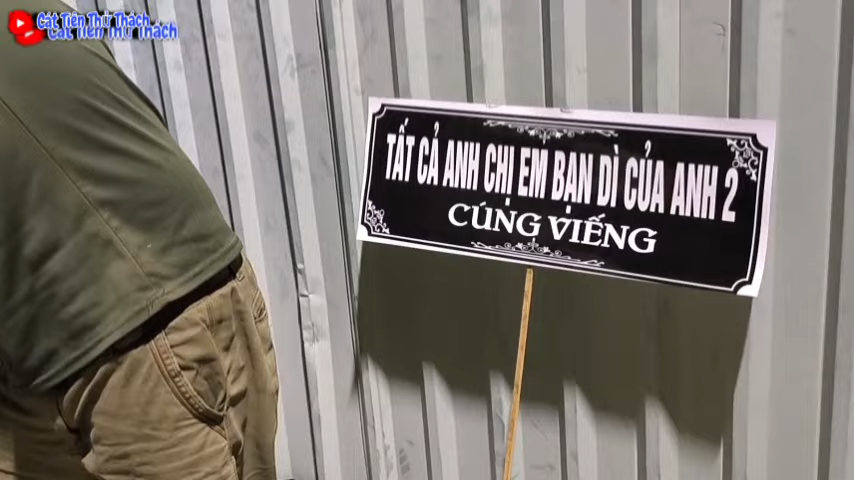 Cát Tiên Thử Thách
Cát Tiên Thử Thách
TẤT CẢ ANH CHỊ EM BẠN DÌ CỦA ANH 2
CÚNG VIẾNG